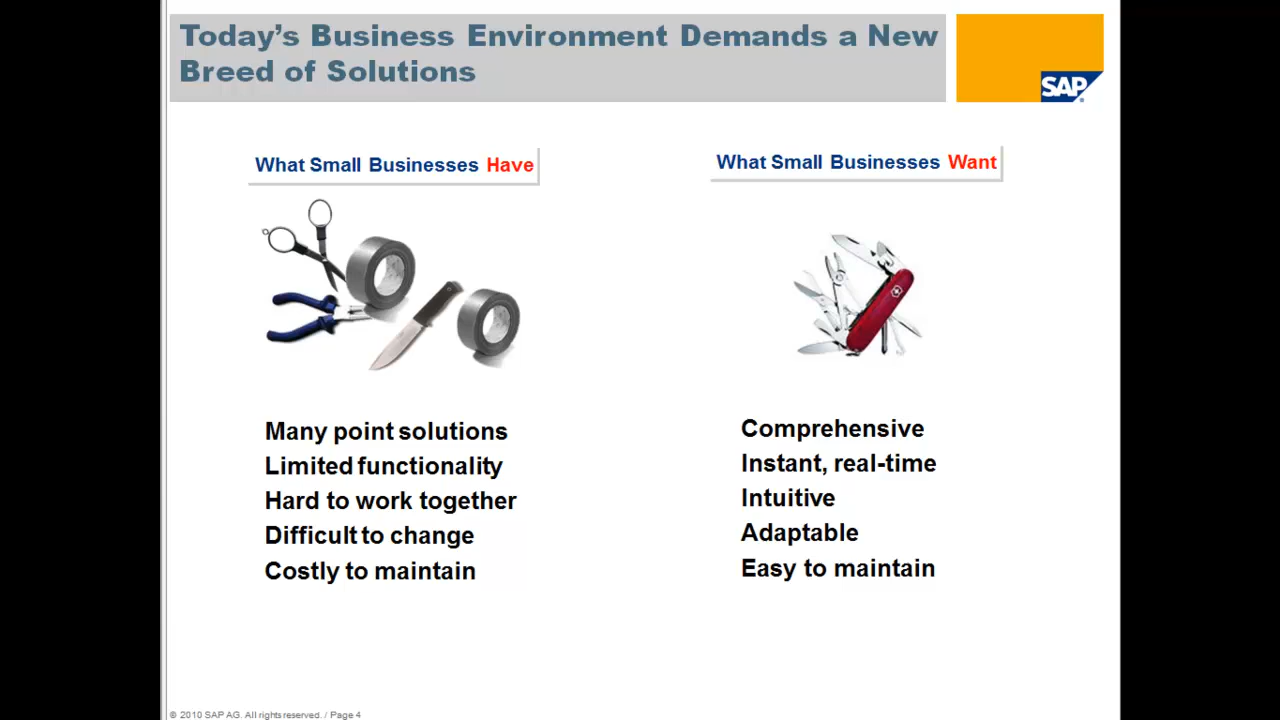 Today's Business Environment Demands a New
Breed of Solutions
SAP
What Small Businesses Have
What Small Businesses Want
Many point solutions
Limited functionality
Hard to work together
Difficult to change
Costly to maintain
Comprehensive
Instant, real-time
Intuitive
Adaptable
Easy to maintain
© 2010 SAP AG. All rights reserved. / Page 4